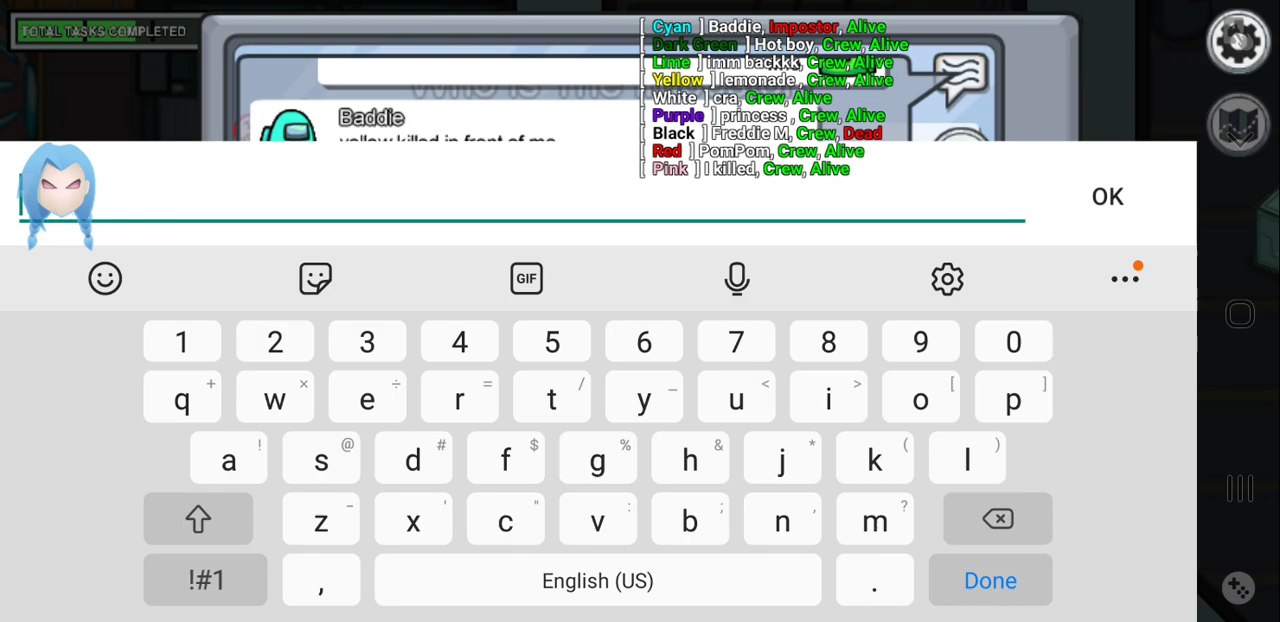 TOTAL TASKS COMPLETED
[ Cyan ] Baddie, Impostor, Alive
[ Dark Green ] Hot boy, Crew, Alive
[ Lime ] imm backkk, Crew, Alive
[ Yellow ] lemonade , Crew, Alive
[ White ] cra, Crew, Alive
[ Purple ] princess , Crew, Alive
[ Black ] Freddie M, Crew, Dead
[ Red ] PomPom, Crew, Alive
[ Pink ] I killed, Crew, Alive
Who Is The
Baddie
yellow killed in front of me
OK
GIF
1 2 3 4 5 6 7 8 9 0
q + w × e ÷ r = t / y _ u < i > o [ p ]
a ! s @ d # f $ g % h & j * k ( l )
z - x ' c " v : b ; n , m ?
!#1 , English (US) . Done